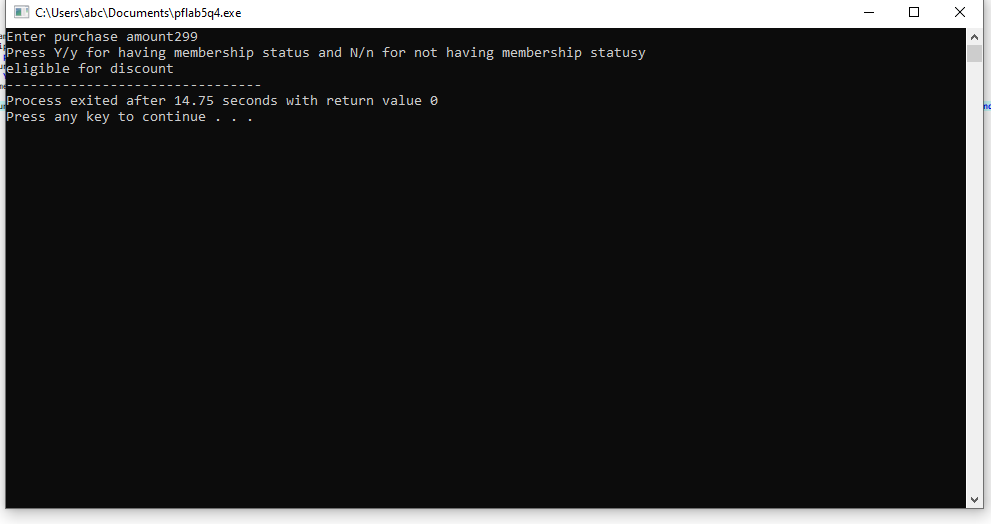 C:\Users\abc\Documents\pflab5q4.exe
Enter purchase amount299
Press Y/y for having membership status and N/n for not having membership statusy
eligible for discount
--------------------------------
Process exited after 14.75 seconds with return value 0
Press any key to continue . . .